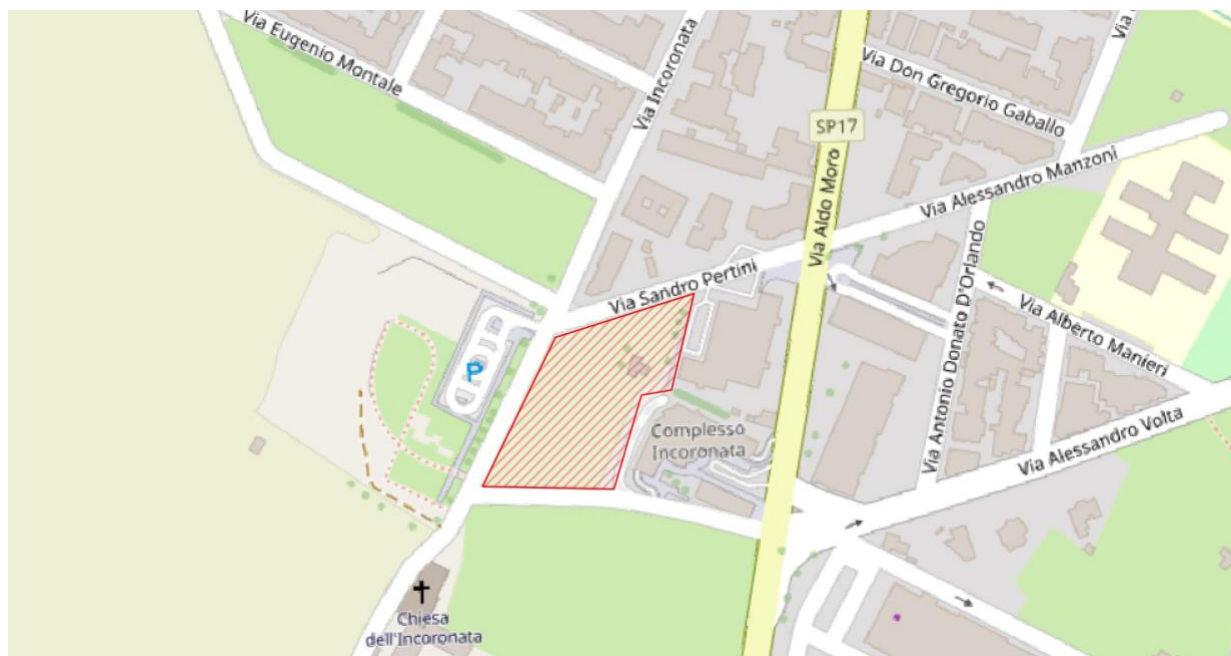 Via Eugenio Montale
Via Incoronata
Via Don Gregorio Gaballo
SP17
Via Aldo Moro
Via Alessandro Manzoni
Via Sandro Pertini
Via Antonio Donato D'Orlando
Via Alberto Manieri
P
Complesso
Incoronata
Via Alessandro Volta
Chiesa
dell'Incoronata